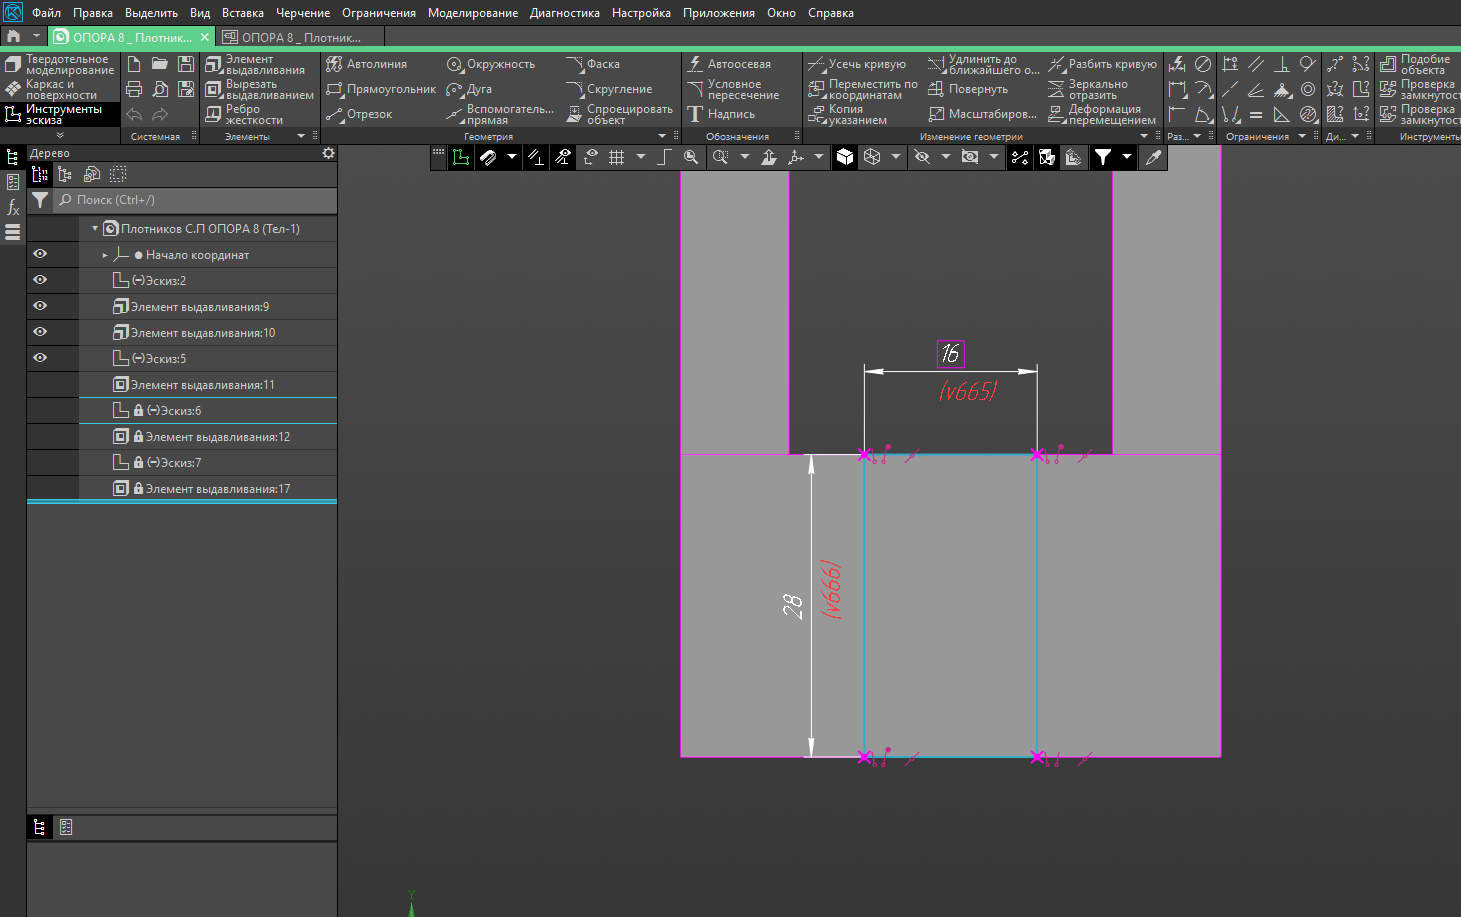 Файл Правка Выделить Вид Вставка Черчение Ограничения Моделирование Диагностика Настройка Приложения Окно Справка
ОПОРА 8 _ Плотник... ОПОРА 8 _ Плотник...
Твердотельное моделирование
Каркас и поверхности
Инструменты эскиза
Системная
Элемент выдавливания
Вырезать выдавливанием
Ребро жесткости
Элементы
Автолиния Окружность Фаска
Прямоугольник Дуга Скругление
Отрезок Вспомогатель... прямая Спроецировать объект
Геометрия
Автоосевая
Условное пересечение
Надпись
Обозначения
Усечь кривую Удлинить до ближайшего о... Разбить кривую
Переместить по координатам Повернуть Зеркально отразить
Копия указанием Масштабиров... Деформация перемещением
Изменение геометрии
Раз...
Ограничения
Ди...
Подобие объекта
Проверка замкнутост
Проверка замкнутост
Инструменты
Дерево
Поиск (Ctrl+/)
Плотников С.П ОПОРА 8 (Тел-1)
Начало координат
(−)Эскиз:2
Элемент выдавливания:9
Элемент выдавливания:10
(−)Эскиз:5
Элемент выдавливания:11
(−)Эскиз:6
Элемент выдавливания:12
(−)Эскиз:7
Элемент выдавливания:17
16
(v665)
28
(v666)
Y